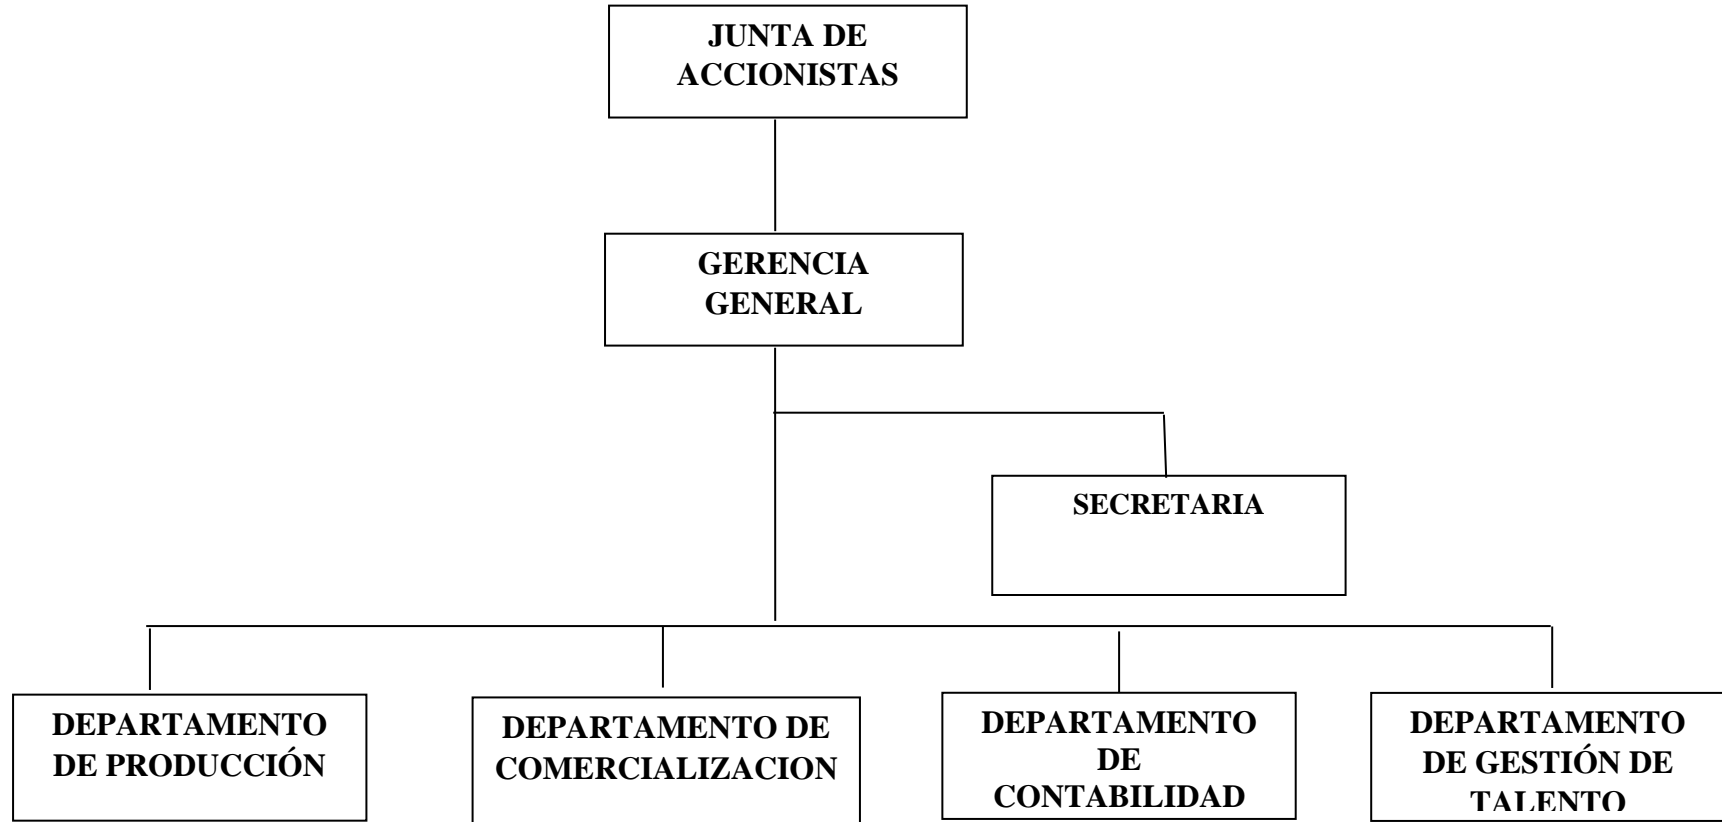 JUNTA DE
ACCIONISTAS
GERENCIA
GENERAL
SECRETARIA
DEPARTAMENTO
DE PRODUCCIÓN
DEPARTAMENTO DE
COMERCIALIZACION
DEPARTAMENTO
DE
CONTABILIDAD
DEPARTAMENTO
DE GESTIÓN DE
TALENTO